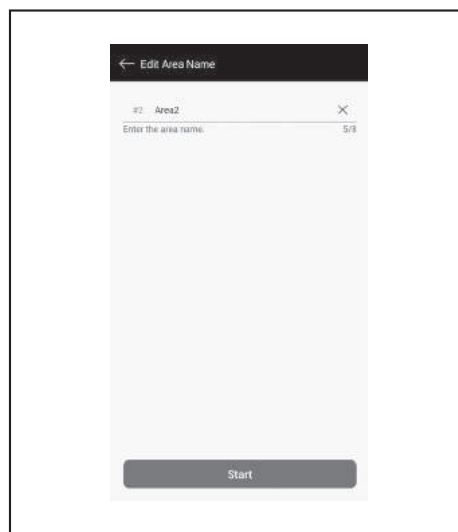 ← Edit Area Name
#2 Area2 ×
Enter the area name. 5/8
Start